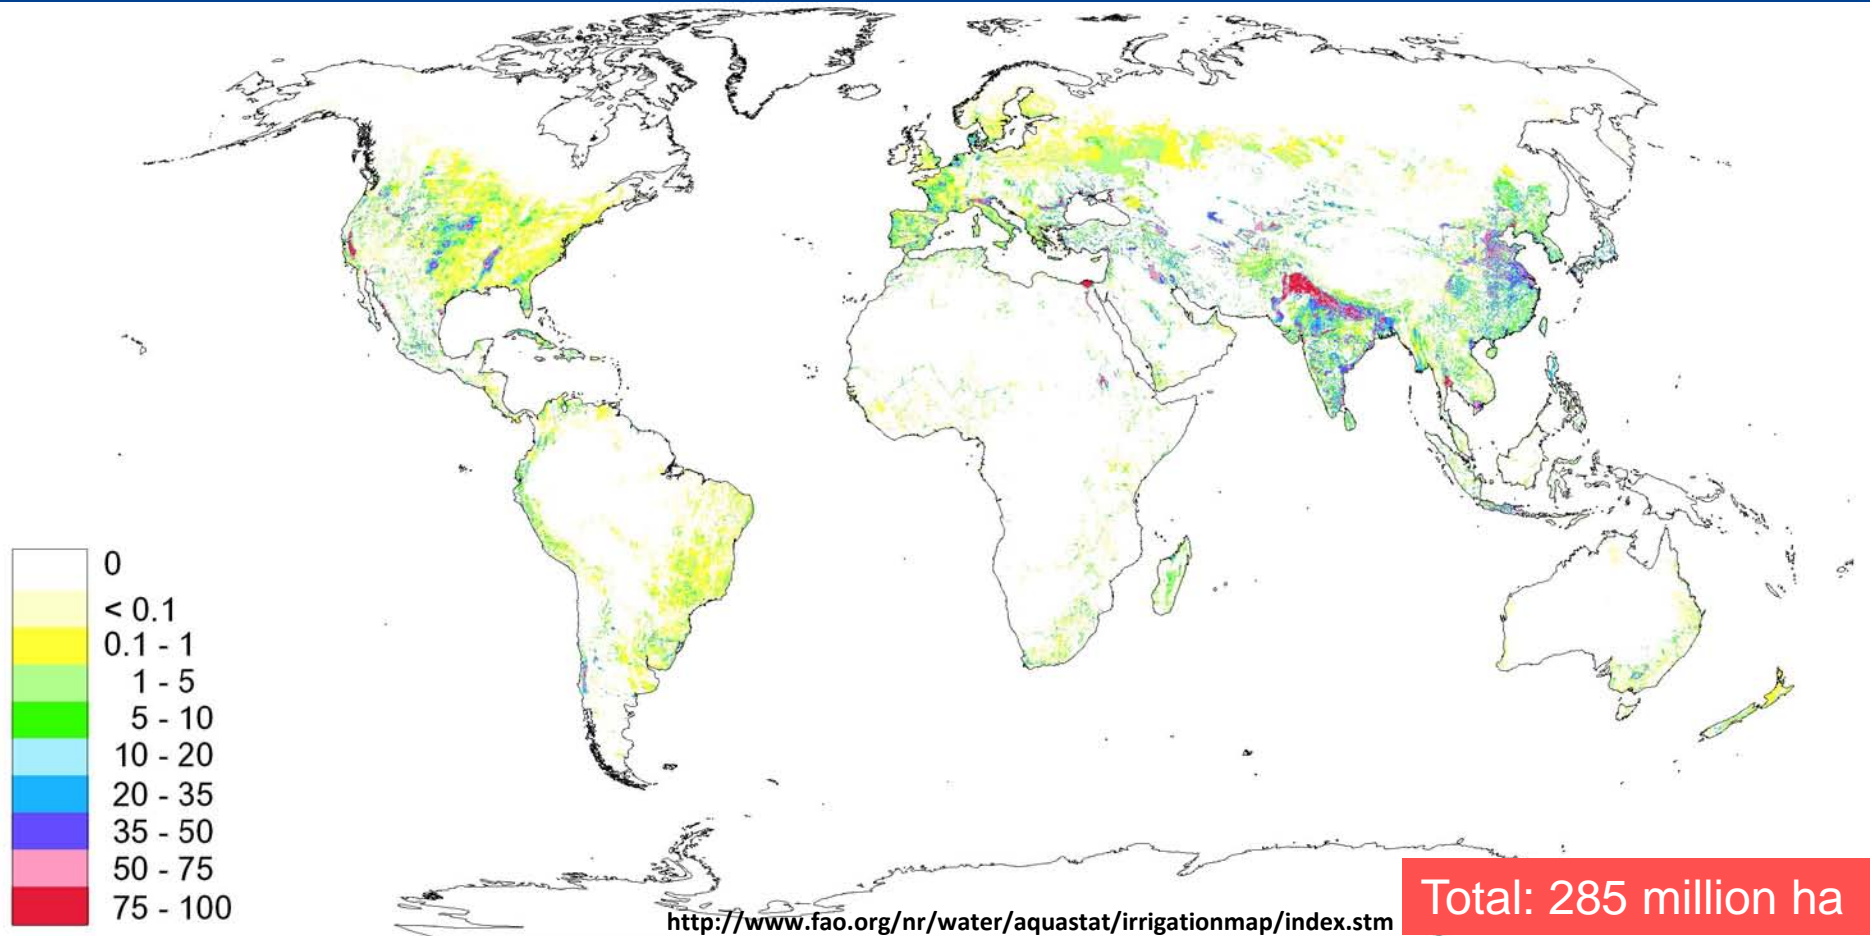 0
< 0.1
0.1 - 1
1 - 5
5 - 10
10 - 20
20 - 35
35 - 50
50 - 75
75 - 100
http://www.fao.org/nr/water/aquastat/irrigationmap/index.stm
Total: 285 million ha